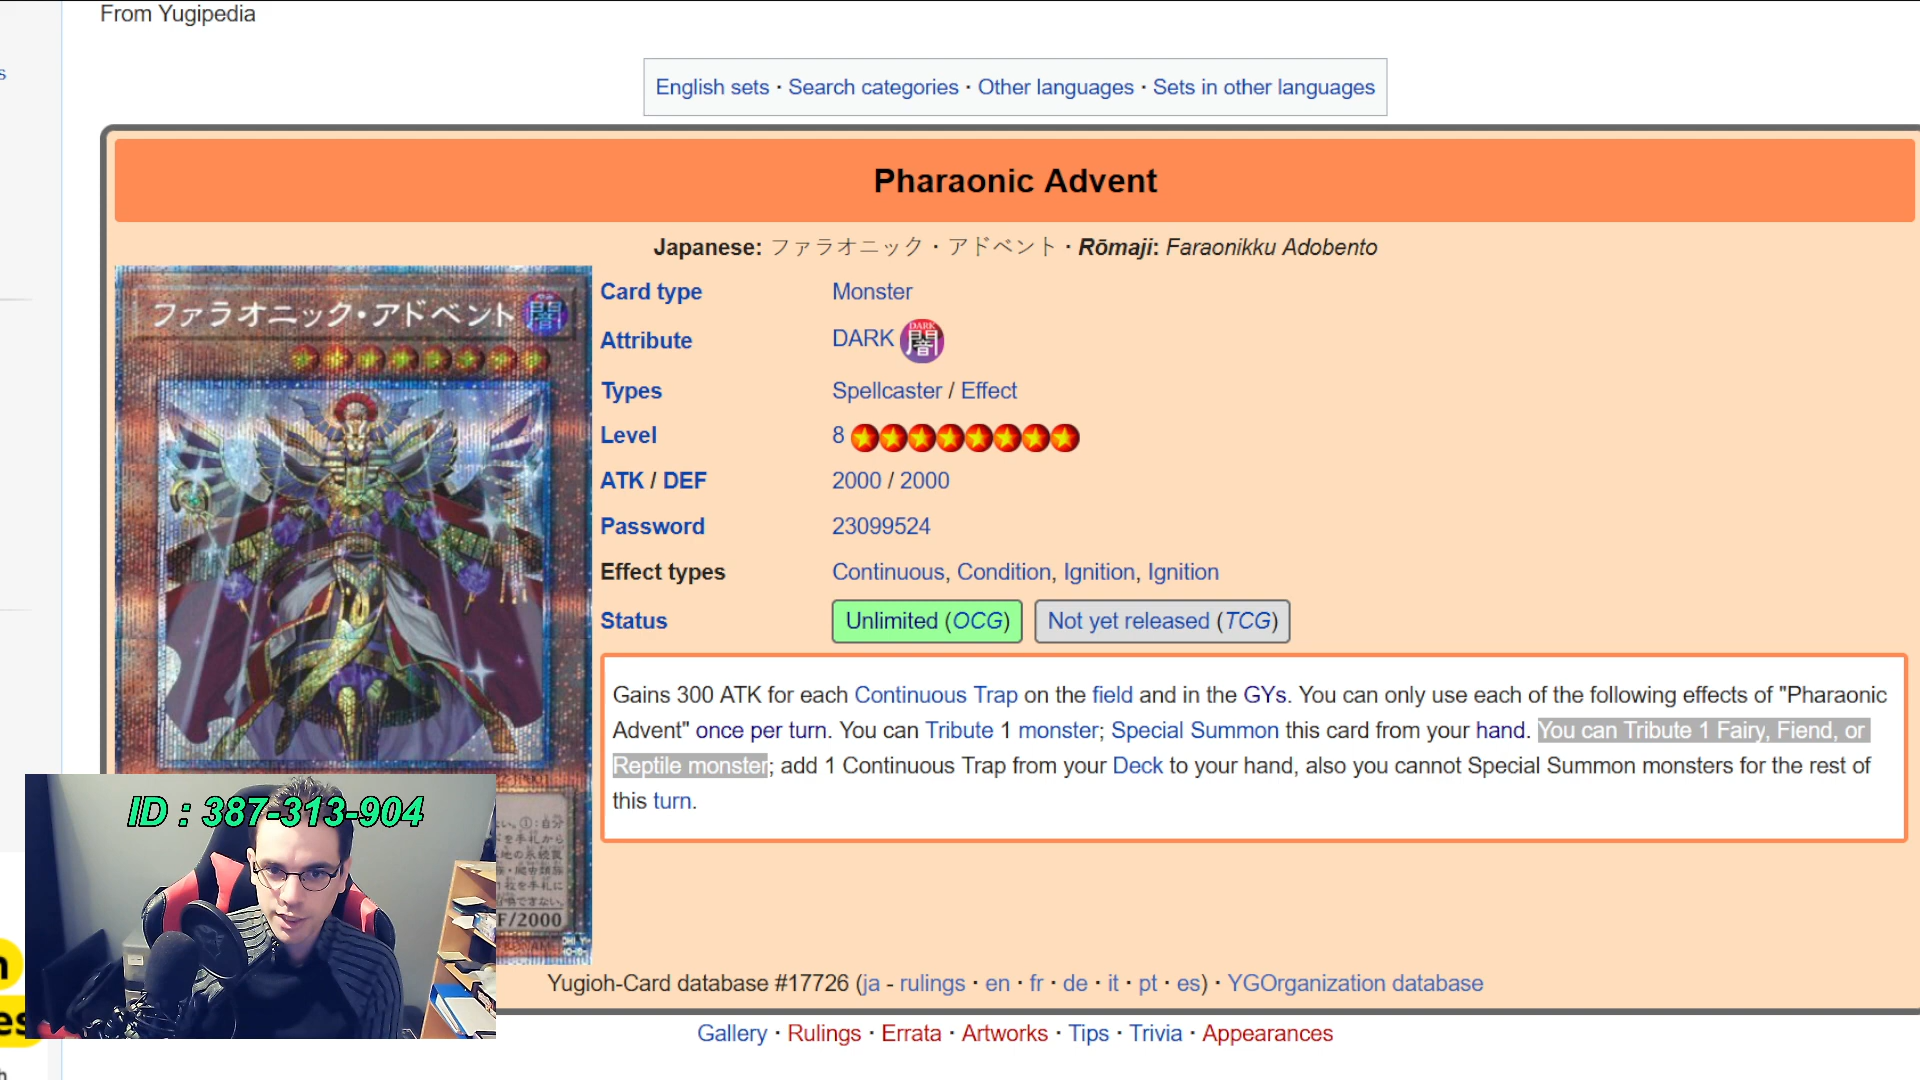 From Yugipedia
s
English sets · Search categories · Other languages · Sets in other languages
Pharaonic Advent
Japanese: ファラオニック・アドベント · Rōmaji: Faraonikku Adobento
ファラオニック・アドベント 闇
Card type Monster
Attribute DARK DARK 闇
Types Spellcaster / Effect
Level 8
ATK / DEF 2000 / 2000
Password 23099524
Effect types Continuous, Condition, Ignition, Ignition
Status Unlimited (OCG) Not yet released (TCG)
Gains 300 ATK for each Continuous Trap on the field and in the GYs. You can only use each of the following effects of "Pharaonic
Advent" once per turn. You can Tribute 1 monster; Special Summon this card from your hand. You can Tribute 1 Fairy, Fiend, or
Reptile monster; add 1 Continuous Trap from your Deck to your hand, also you cannot Special Summon monsters for the rest of
this turn.
ID : 387-313-904
F/2000
n
es
h
Yugioh-Card database #17726 (ja - rulings · en · fr · de · it · pt · es) · YGOrganization database
Gallery · Rulings · Errata · Artworks · Tips · Trivia · Appearances